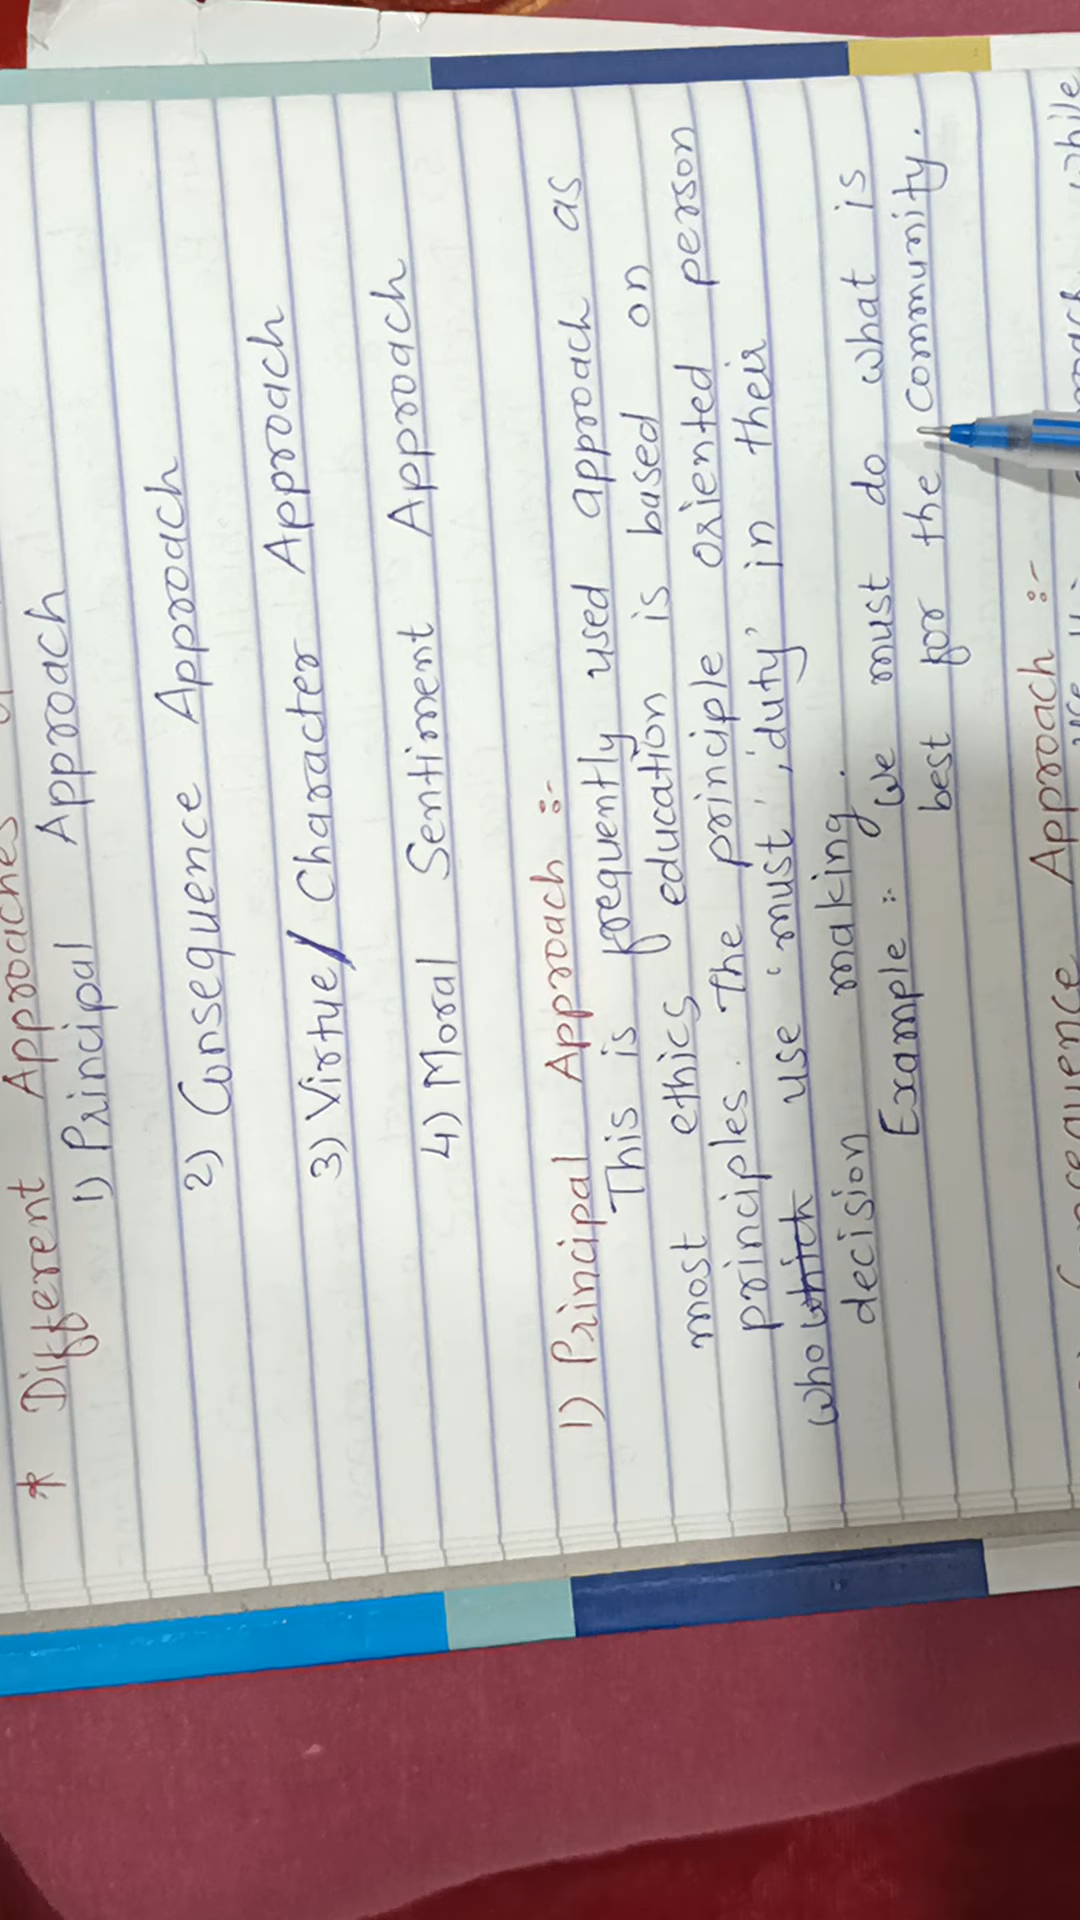 * Different Approaches
1) Principal Approach
2) Consequence Approach
3) Virtue/ Character Approach
4) Moral Sentiment Approach
1) Principal Approach :-
This is frequently used approach as
most ethics education is based on
principles. The principle oriented person
who which use 'must', 'duty' in their
decision making.
Example :- we must do what is
best for the community.
Consequence Approach :-
while